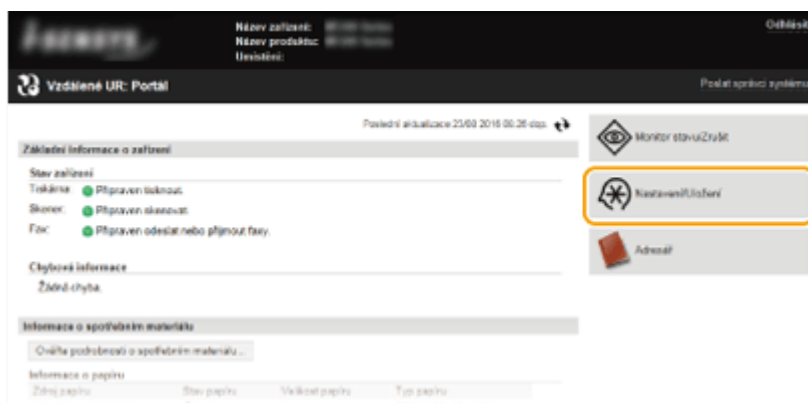 Název zařízení:
Název produktu:
Umístění:
Odhlásit
Vzdálené UR: Portál
Poslat správci systému
Poslední aktualizace 23/08 2016 08:26 dop.
Základní informace o zařízení
Monitor stavu/Zrušit
Stav zařízení
Tiskárna: Připraven tisknout.
Skener: Připraven skenovat.
Fax: Připraven odeslat nebo přijmout faxy.
Nastavení/Uložení
Adresář
Chybová informace
Žádná chyba.
Informace o spotřebním materiálu
Ověřte podrobnosti o spotřebním materiálu...
Informace o papíru
Zdroj papíru Stav papíru Velikost papíru Typ papíru